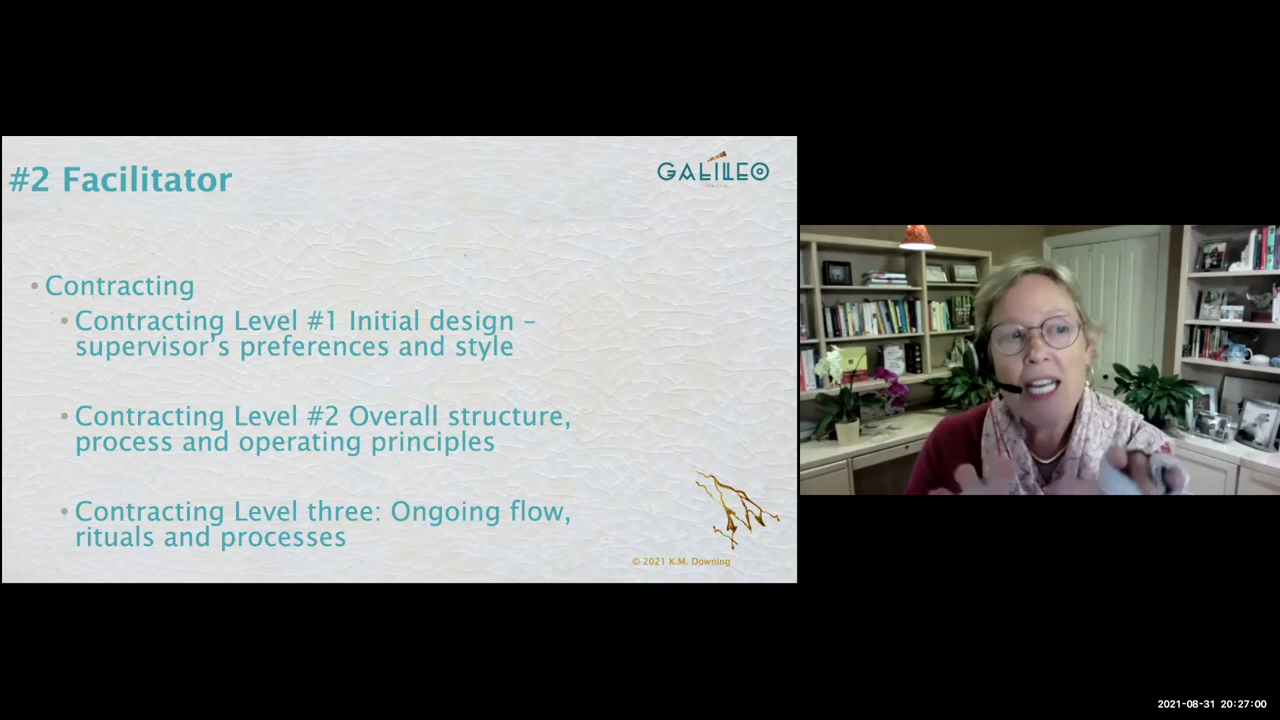 #2 Facilitator
GALILEO
• Contracting
• Contracting Level #1 Initial design –
supervisor's preferences and style
• Contracting Level #2 Overall structure,
process and operating principles
• Contracting Level three: Ongoing flow,
rituals and processes
© 2021 K.M. Downing
2021-08-31 20:27:00